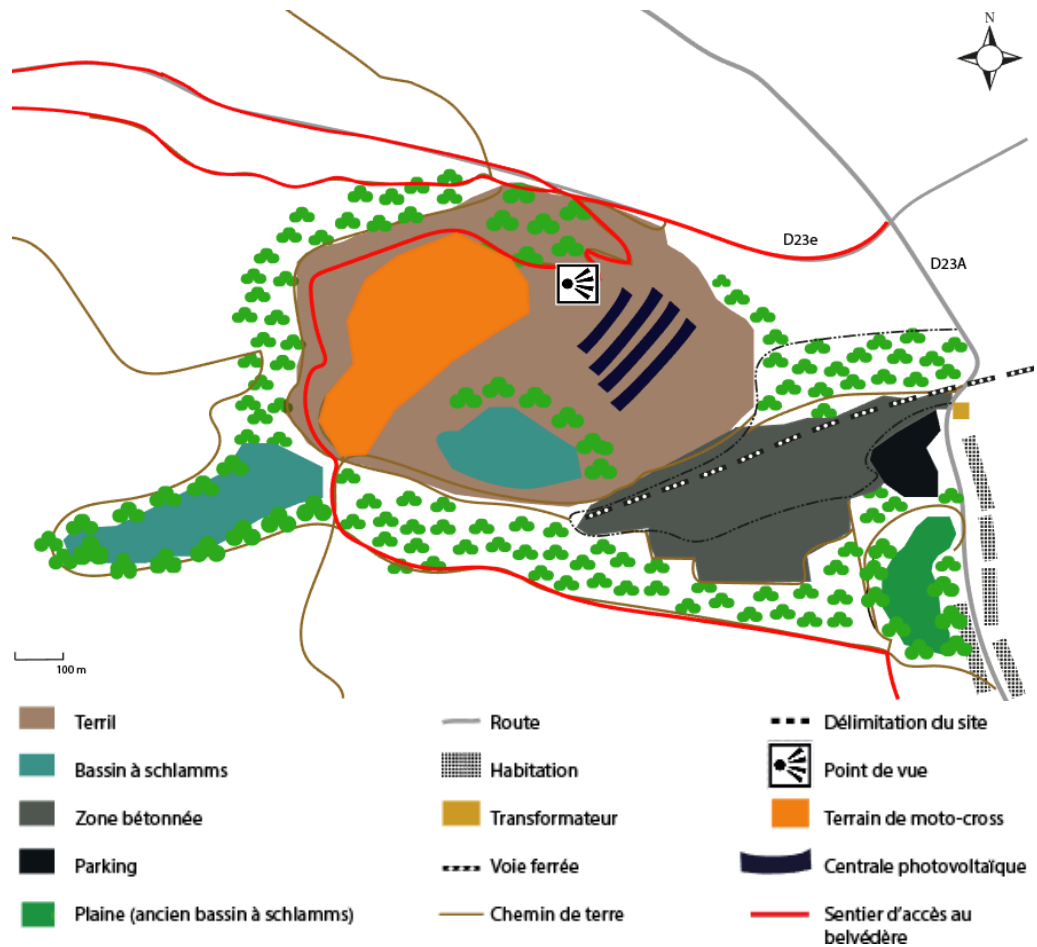 N
D23e
D23A
100 m
Terril
Route
Délimitation du site
Bassin à schlamms
Habitation
Point de vue
Zone bétonnée
Transformateur
Terrain de moto-cross
Parking
Voie ferrée
Centrale photovoltaïque
Plaine (ancien bassin à schlamms)
Chemin de terre
Sentier d'accès au
belvédère